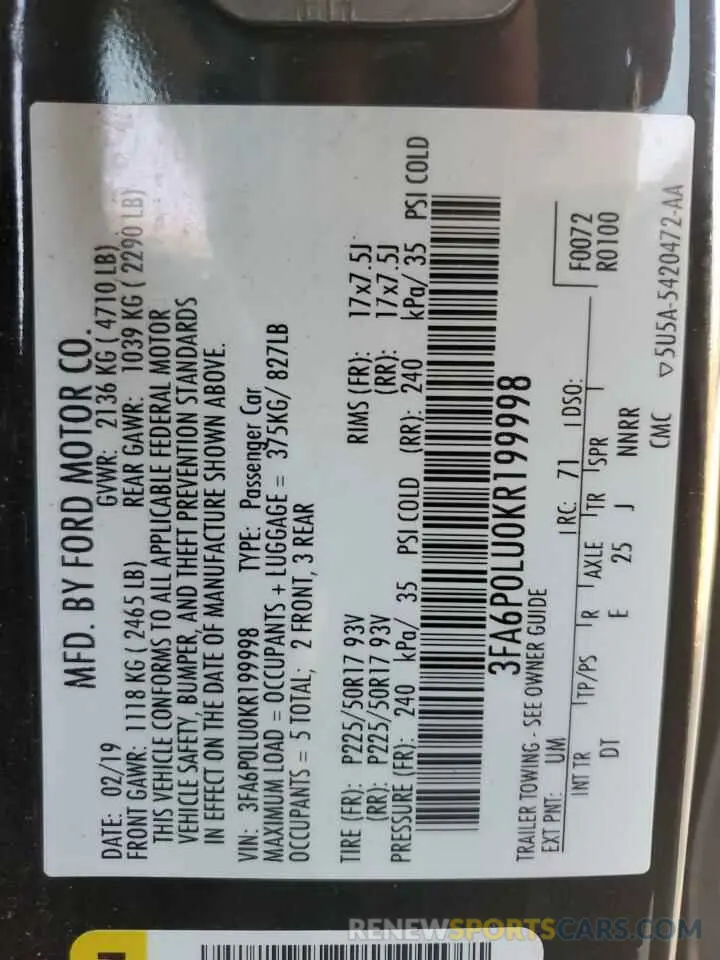 MFD. BY FORD MOTOR CO.
DATE: 02/19 GVWR: 2136 KG ( 4710 LB)
FRONT GAWR: 1118 KG ( 2465 LB) REAR GAWR: 1039 KG ( 2290 LB)
THIS VEHICLE CONFORMS TO ALL APPLICABLE FEDERAL MOTOR
VEHICLE SAFETY, BUMPER, AND THEFT PREVENTION STANDARDS
IN EFFECT ON THE DATE OF MANUFACTURE SHOWN ABOVE.
VIN: 3FA6P0LU0KR199998 TYPE: Passenger Car
MAXIMUM LOAD = OCCUPANTS + LUGGAGE = 375KG/ 827LB
OCCUPANTS = 5 TOTAL; 2 FRONT, 3 REAR
TIRE (FR): P225/50R17 93V RIMS (FR): 17x7.5J
(RR): P225/50R17 93V (RR): 17x7.5J
PRESSURE (FR): 240 kPa/ 35 PSI COLD (RR): 240 kPa/ 35 PSI COLD
3FA6P0LU0KR199998
TRAILER TOWING - SEE OWNER GUIDE
EXT PNT: UM RC: 71 DSO: F0072
R0100
INT TR TP/PS R AXLE TR SPR
DT E 25 J NNRR
CMC ▽5U5A-5420472-AA
RENEWSPORTSCARS.COM